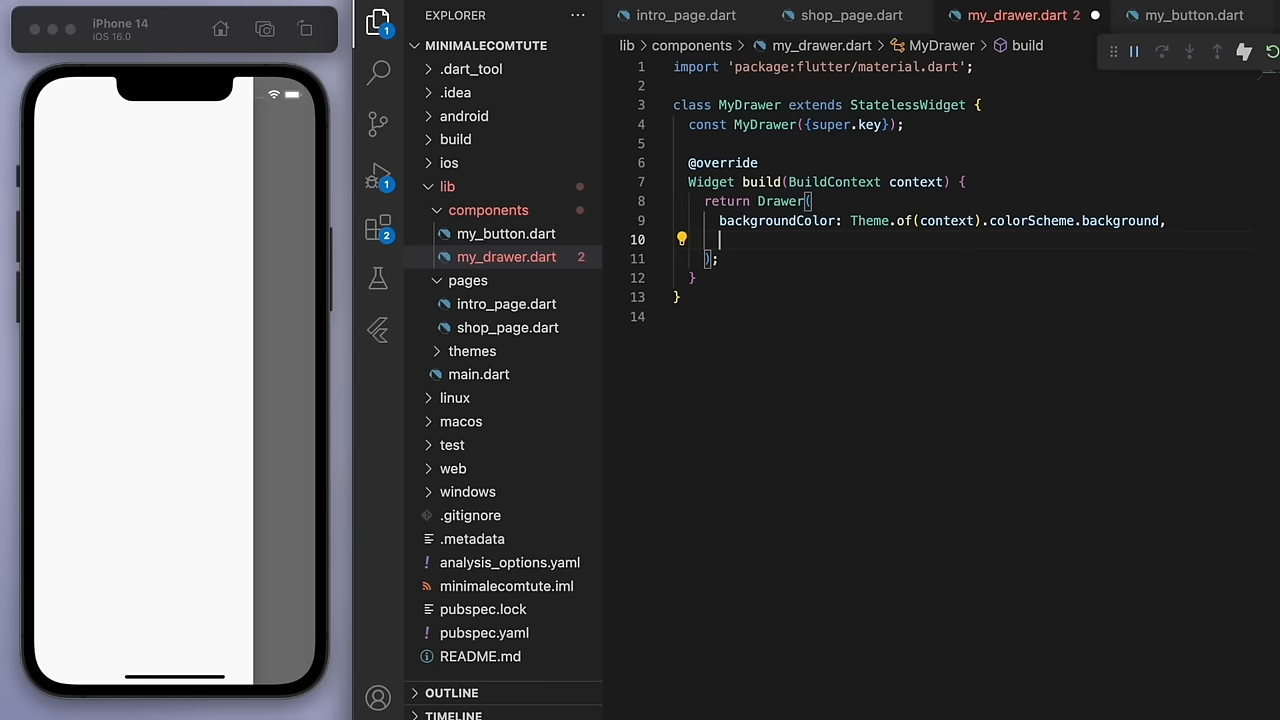 iPhone 14
iOS 16.0
1
1
2
EXPLORER
MINIMALECOMTUTE
.dart_tool
.idea
android
build
ios
lib
components
my_button.dart
my_drawer.dart 2
pages
intro_page.dart
shop_page.dart
themes
main.dart
linux
macos
test
web
windows
.gitignore
.metadata
! analysis_options.yaml
minimalecomtute.iml
pubspec.lock
! pubspec.yaml
README.md
OUTLINE
TIMELINE
intro_page.dart
shop_page.dart
my_drawer.dart 2
my_button.dart
lib > components > my_drawer.dart > MyDrawer > build
1 import 'package:flutter/material.dart';
2
3 class MyDrawer extends StatelessWidget {
4 const MyDrawer({super.key});
5
6 @override
7 Widget build(BuildContext context) {
8 return Drawer(
9 backgroundColor: Theme.of(context).colorScheme.background,
10
11 );
12 }
13 }
14